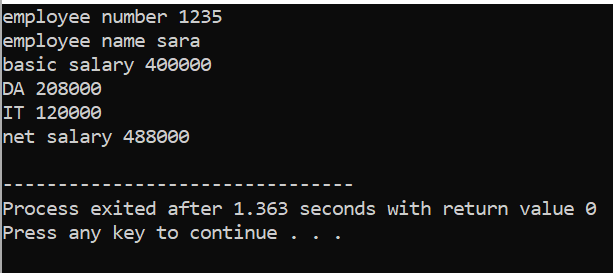 employee number 1235
employee name sara
basic salary 400000
DA 208000
IT 120000
net salary 488000
--------------------------------
Process exited after 1.363 seconds with return value 0
Press any key to continue . . .